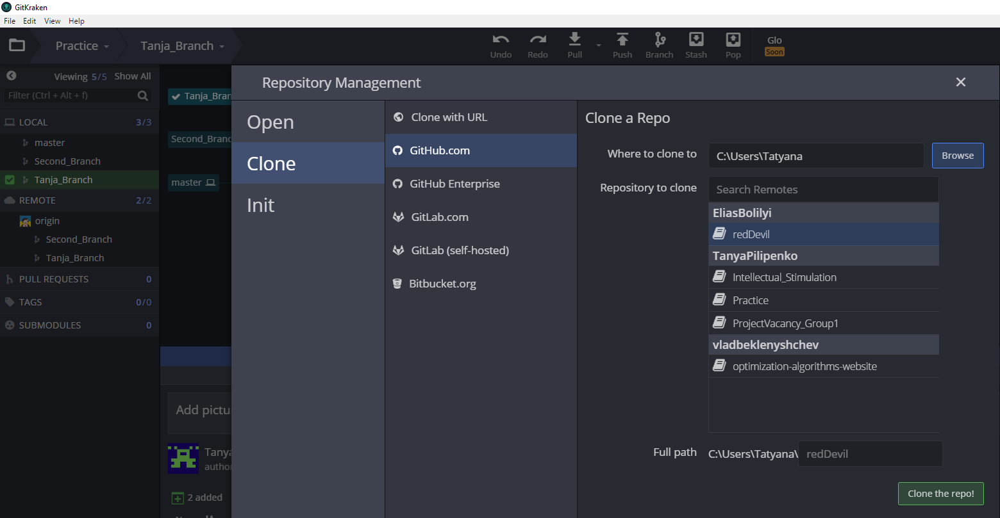 GitKraken
File Edit View Help
Practice Tanja_Branch
Undo Redo Pull Push Branch Stash Pop Glo Soon
Viewing 5/5 Show All
Filter (Ctrl + Alt + f)
LOCAL 3/3
master
Second_Branch
Tanja_Branch
REMOTE 2/2
origin
Second_Branch
Tanja_Branch
PULL REQUESTS 0
TAGS 0/0
SUBMODULES 0
Tanja_Bran
Second_Branc
master
Add pictu
Tanya
autho
2 added
Repository Management
Open
Clone
Init
Clone with URL
GitHub.com
GitHub Enterprise
GitLab.com
GitLab (self-hosted)
Bitbucket.org
Clone a Repo
Where to clone to C:\Users\Tatyana Browse
Repository to clone Search Remotes
EliasBolilyi
redDevil
TanyaPilipenko
Intellectual_Stimulation
Practice
ProjectVacancy_Group1
vladbeklenyshchev
optimization-algorithms-website
Full path C:\Users\Tatyana\ redDevil
Clone the repo!